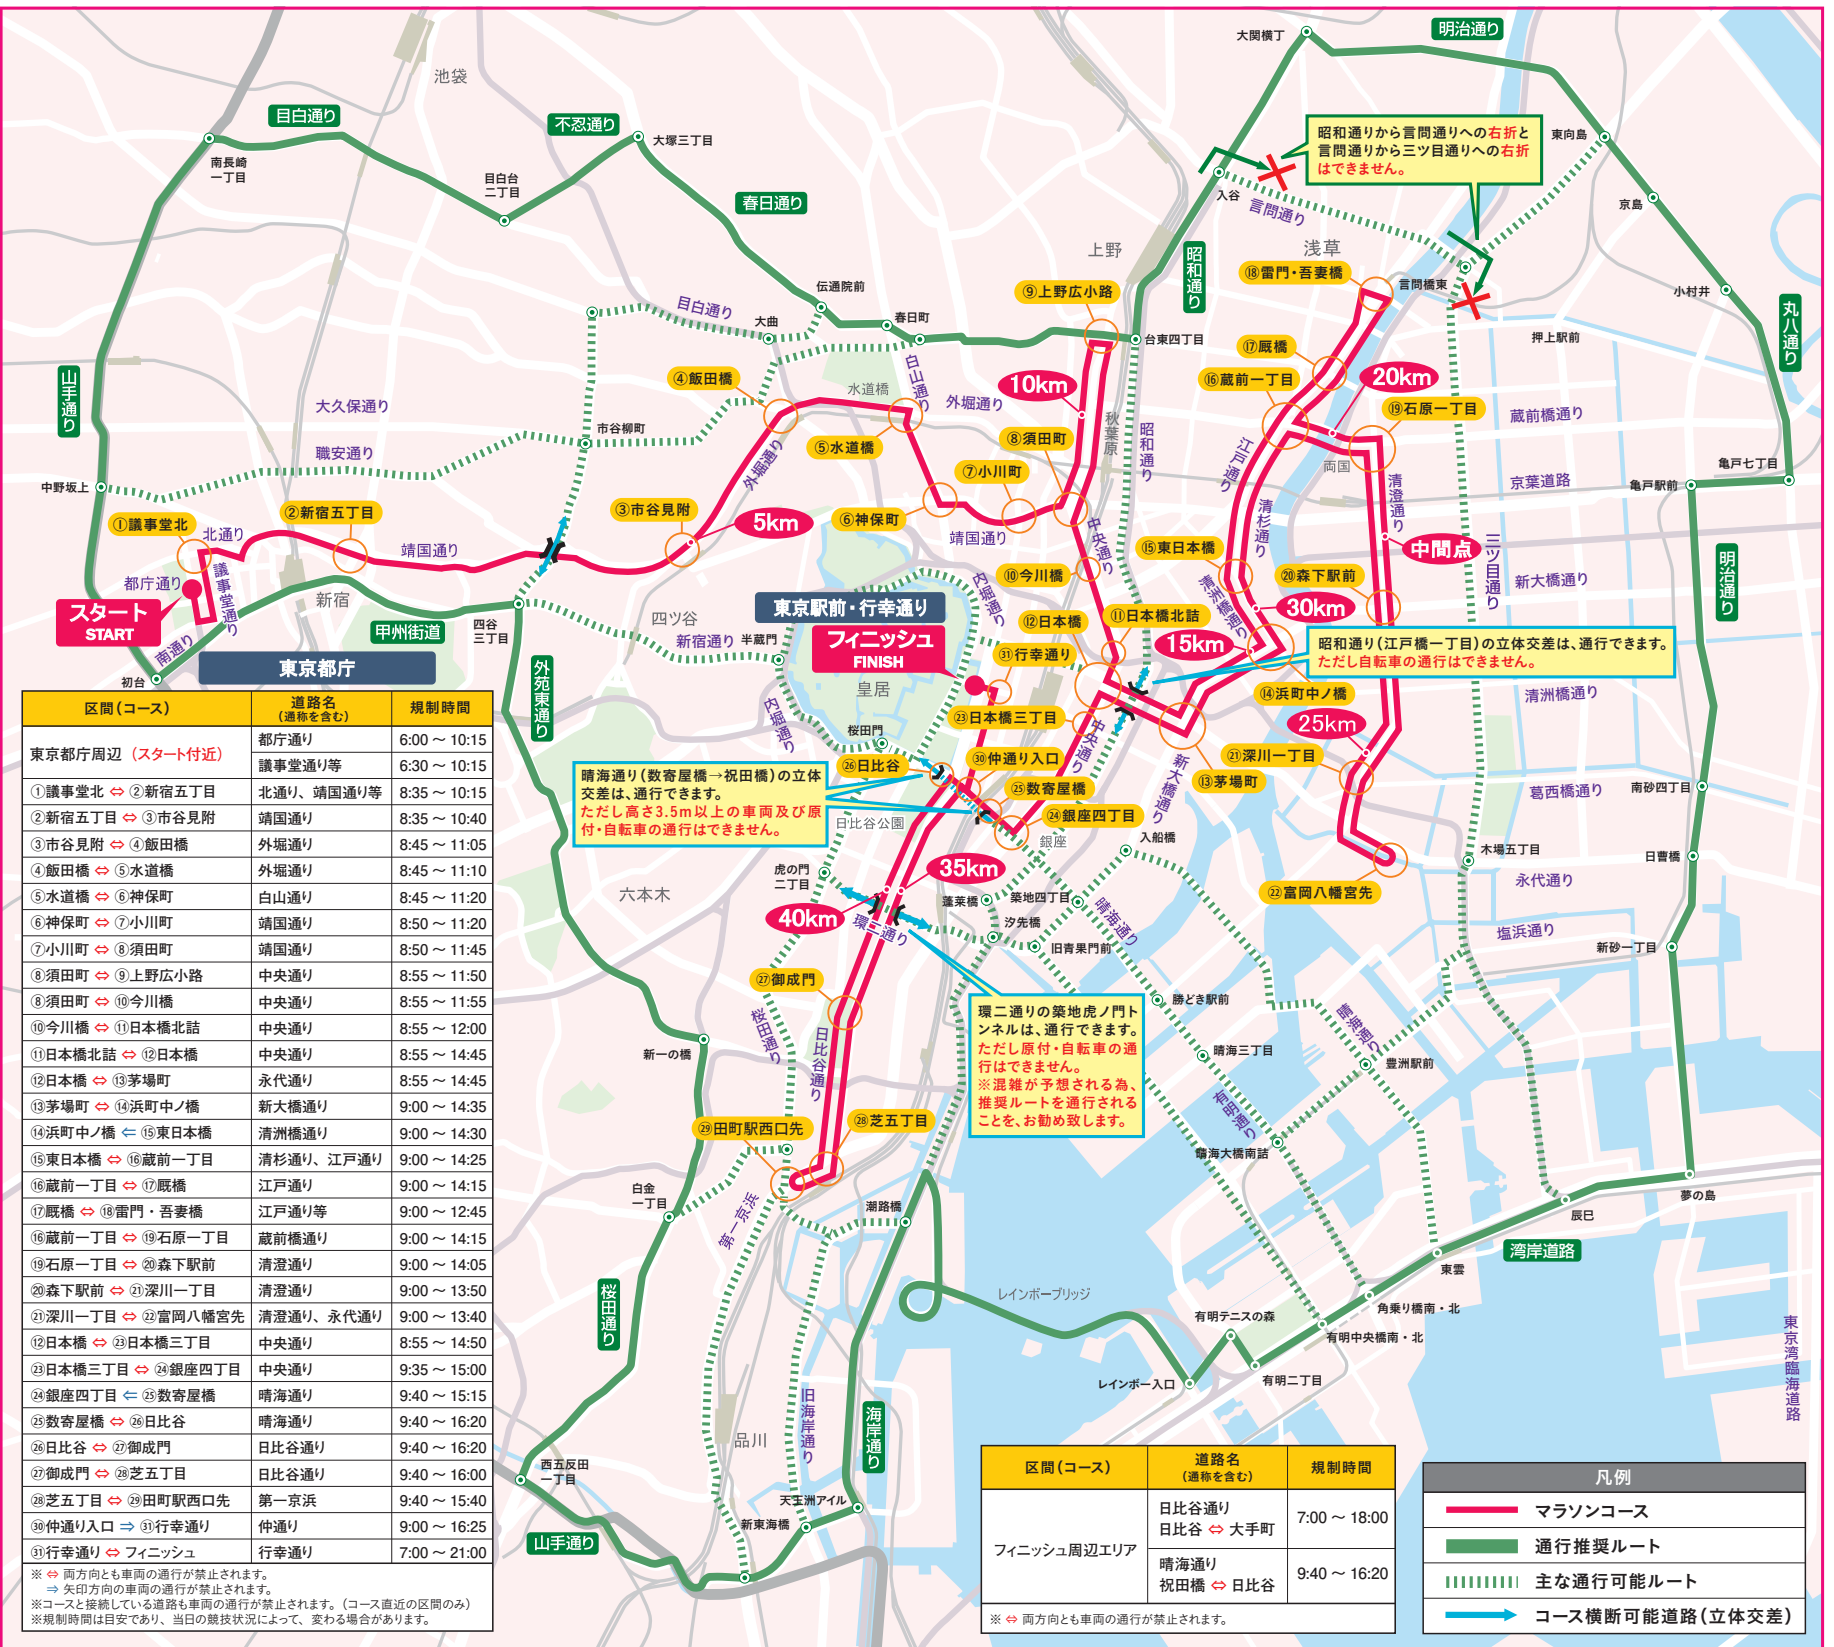 池袋
大関横丁
明治通り
目白通り
不忍通り
大塚三丁目
南長崎
一丁目
目白台
二丁目
春日通り
昭和通りから言問通りへの右折と
言問通りから三ツ目通りへの右折
はできません。
東向島
入谷
言問通り
京島
上野
昭和通り
浅草
⑱雷門・吾妻橋
言問橋東
小村井
丸八通り
伝通院前
⑨上野広小路
目白通り
大曲
春日町
台東四丁目
⑰厩橋
押上駅前
山手通り
④飯田橋
水道橋
白山通り
10km
⑯蔵前一丁目
20km
大久保通り
外堀通り
⑲石原一丁目
蔵前橋通り
市谷柳町
⑤水道橋
⑧須田町
秋葉原
昭和通り
職安通り
外堀通り
⑦小川町
江戸通り
両国
亀戸七丁目
中野坂上
清澄通り
京葉道路
亀戸駅前
①議事堂北
北通り
②新宿五丁目
③市谷見附
5km
⑥神保町
中央通り
清杉通り
靖国通り
靖国通り
⑮東日本橋
中間点
三ツ目通り
都庁通り
議事堂通り
新宿
⑩今川橋
⑳森下駅前
新大橋通り
明治通り
スタート
START
内堀通り
清洲橋通り
30km
東京駅前・行幸通り
フィニッシュ
FINISH
⑫日本橋
⑪日本橋北詰
甲州街道
四谷
三丁目
四ツ谷
新宿通り
半蔵門
㉛行幸通り
15km
昭和通り(江戸橋一丁目)の立体交差は、通行できます。
ただし自転車の通行はできません。
南通り
初台
東京都庁
外苑東通り
皇居
⑭浜町中ノ橋
清洲橋通り
内堀通り
㉓日本橋三丁目
25km
桜田門
中央通り
㉑深川一丁目
㉖日比谷
㉚仲通り入口
新大橋通り
⑬茅場町
晴海通り(数寄屋橋→祝田橋)の立体
交差は、通行できます。
ただし高さ3.5m以上の車両及び原
付・自転車の通行はできません。
㉕数寄屋橋
南砂四丁目
葛西橋通り
日比谷公園
㉔銀座四丁目
銀座
入船橋
木場五丁目
日曹橋
虎の門
二丁目
35km
永代通り
六本木
㉒富岡八幡宮先
40km
環二通り
蓬莱橋
築地四丁目
晴海通り
汐先橋
旧青果門前
塩浜通り
新砂一丁目
㉗御成門
勝どき駅前
環二通りの築地虎ノ門ト
ンネルは、通行できます。
ただし原付・自転車の通
行はできません。
※混雑が予想される為、
推奨ルートを通行される
ことを、お勧め致します。
桜田通り
日比谷通り
晴海通り
新一の橋
晴海三丁目
豊洲駅前
有明通り
㉙田町駅西口先
㉘芝五丁目
晴海大橋南詰
白金
一丁目
第一京浜
潮路橋
夢の島
辰巳
湾岸道路
東雲
桜田通り
レインボーブリッジ
角乗り橋南・北
有明テニスの森
有明中央橋南・北
東京湾臨海道路
レインボー入口
有明二丁目
旧海岸通り
海岸通り
品川
西五反田
一丁目
天王洲アイル
新東海橋
山手通り
区間(コース) 道路名(通称を含む) 規制時間
東京都庁周辺(スタート付近) 都庁通り 6:00～10:15
議事堂通り等 6:30～10:15
①議事堂北 ⇔ ②新宿五丁目 北通り、靖国通り等 8:35～10:15
②新宿五丁目 ⇔ ③市谷見附 靖国通り 8:35～10:40
③市谷見附 ⇔ ④飯田橋 外堀通り 8:45～11:05
④飯田橋 ⇔ ⑤水道橋 外堀通り 8:45～11:10
⑤水道橋 ⇔ ⑥神保町 白山通り 8:45～11:20
⑥神保町 ⇔ ⑦小川町 靖国通り 8:50～11:20
⑦小川町 ⇔ ⑧須田町 靖国通り 8:50～11:45
⑧須田町 ⇔ ⑨上野広小路 中央通り 8:55～11:50
⑧須田町 ⇔ ⑩今川橋 中央通り 8:55～11:55
⑩今川橋 ⇔ ⑪日本橋北詰 中央通り 8:55～12:00
⑪日本橋北詰 ⇔ ⑫日本橋 中央通り 8:55～14:45
⑫日本橋 ⇔ ⑬茅場町 永代通り 8:55～14:45
⑬茅場町 ⇔ ⑭浜町中ノ橋 新大橋通り 9:00～14:35
⑭浜町中ノ橋 ⇐ ⑮東日本橋 清洲橋通り 9:00～14:30
⑮東日本橋 ⇔ ⑯蔵前一丁目 清杉通り、江戸通り 9:00～14:25
⑯蔵前一丁目 ⇔ ⑰厩橋 江戸通り 9:00～14:15
⑰厩橋 ⇔ ⑱雷門・吾妻橋 江戸通り等 9:00～12:45
⑯蔵前一丁目 ⇔ ⑲石原一丁目 蔵前橋通り 9:00～14:15
⑲石原一丁目 ⇔ ⑳森下駅前 清澄通り 9:00～14:05
⑳森下駅前 ⇔ ㉑深川一丁目 清澄通り 9:00～13:50
㉑深川一丁目 ⇔ ㉒富岡八幡宮先 清澄通り、永代通り 9:00～13:40
⑫日本橋 ⇔ ㉓日本橋三丁目 中央通り 8:55～14:50
㉓日本橋三丁目 ⇔ ㉔銀座四丁目 中央通り 9:35～15:00
㉔銀座四丁目 ⇐ ㉕数寄屋橋 晴海通り 9:40～15:15
㉕数寄屋橋 ⇔ ㉖日比谷 晴海通り 9:40～16:20
㉖日比谷 ⇔ ㉗御成門 日比谷通り 9:40～16:20
㉗御成門 ⇔ ㉘芝五丁目 日比谷通り 9:40～16:00
㉘芝五丁目 ⇔ ㉙田町駅西口先 第一京浜 9:40～15:40
㉚仲通り入口 ⇒ ㉛行幸通り 仲通り 9:00～16:25
㉛行幸通り ⇔ フィニッシュ 行幸通り 7:00～21:00
※ ⇔ 両方向とも車両の通行が禁止されます。
⇒ 矢印方向の車両の通行が禁止されます。
※コースと接続している道路も車両の通行が禁止されます。(コース直近の区間のみ)
※規制時間は目安であり、当日の競技状況によって、変わる場合があります。
区間(コース) 道路名(通称を含む) 規制時間
フィニッシュ周辺エリア 日比谷通り 日比谷 ⇔ 大手町 7:00～18:00
晴海通り 祝田橋 ⇔ 日比谷 9:40～16:20
※ ⇔ 両方向とも車両の通行が禁止されます。
凡例
マラソンコース
通行推奨ルート
主な通行可能ルート
コース横断可能道路(立体交差)